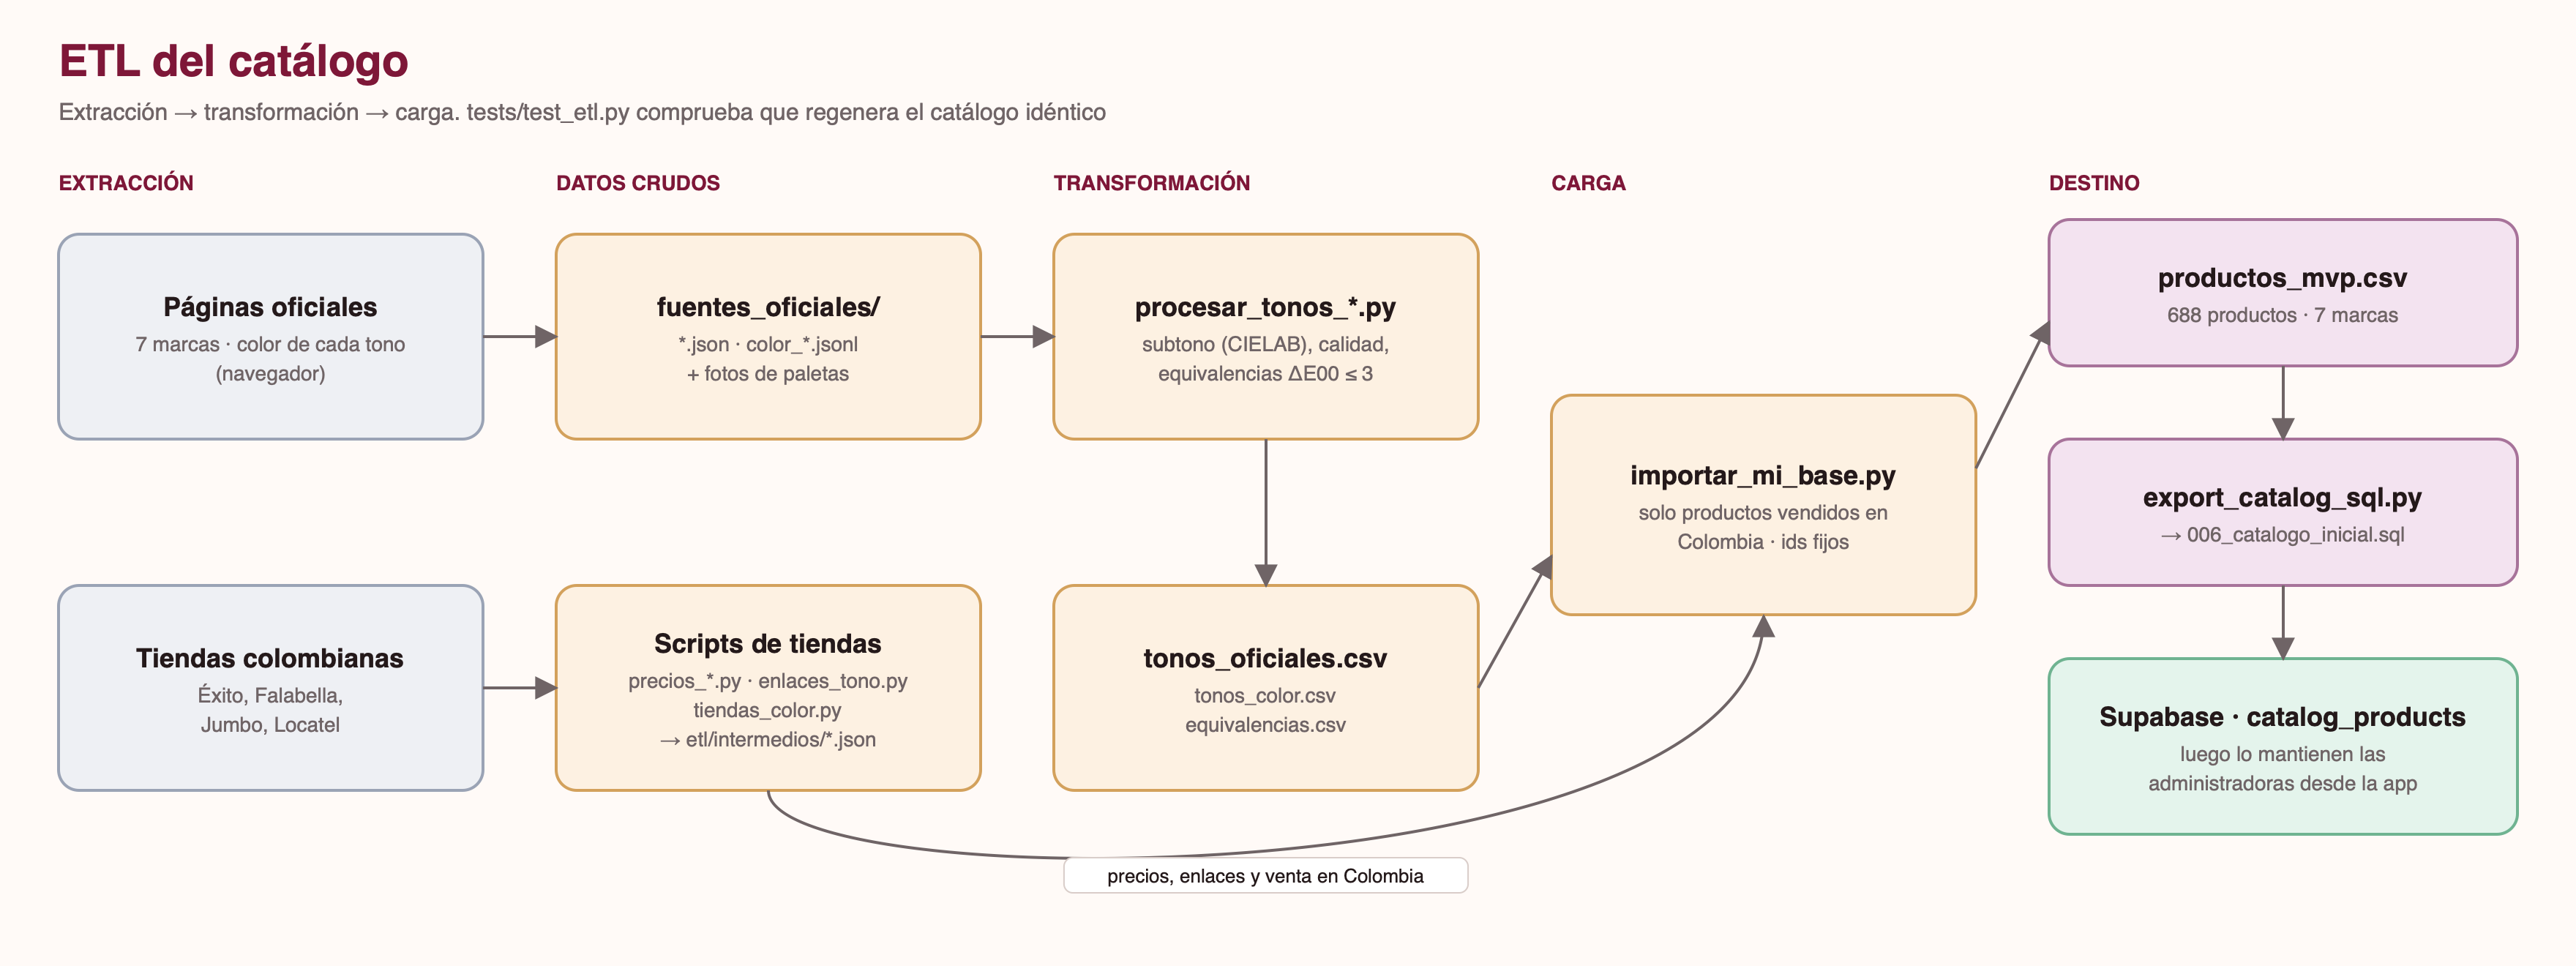 ETL del catálogo
Extracción → transformación → carga. tests/test_etl.py comprueba que regenera el catálogo idéntico
EXTRACCIÓN
DATOS CRUDOS
TRANSFORMACIÓN
CARGA
DESTINO
Páginas oficiales
7 marcas · color de cada tono
(navegador)
fuentes_oficiales/
*.json · color_*.jsonl
+ fotos de paletas
procesar_tonos_*.py
subtono (CIELAB), calidad,
equivalencias ΔE00 ≤ 3
productos_mvp.csv
688 productos · 7 marcas
importar_mi_base.py
solo productos vendidos en
Colombia · ids fijos
export_catalog_sql.py
→ 006_catalogo_inicial.sql
Tiendas colombianas
Éxito, Falabella,
Jumbo, Locatel
Scripts de tiendas
precios_*.py · enlaces_tono.py
tiendas_color.py
→ etl/intermedios/*.json
tonos_oficiales.csv
tonos_color.csv
equivalencias.csv
Supabase · catalog_products
luego lo mantienen las
administradoras desde la app
precios, enlaces y venta en Colombia